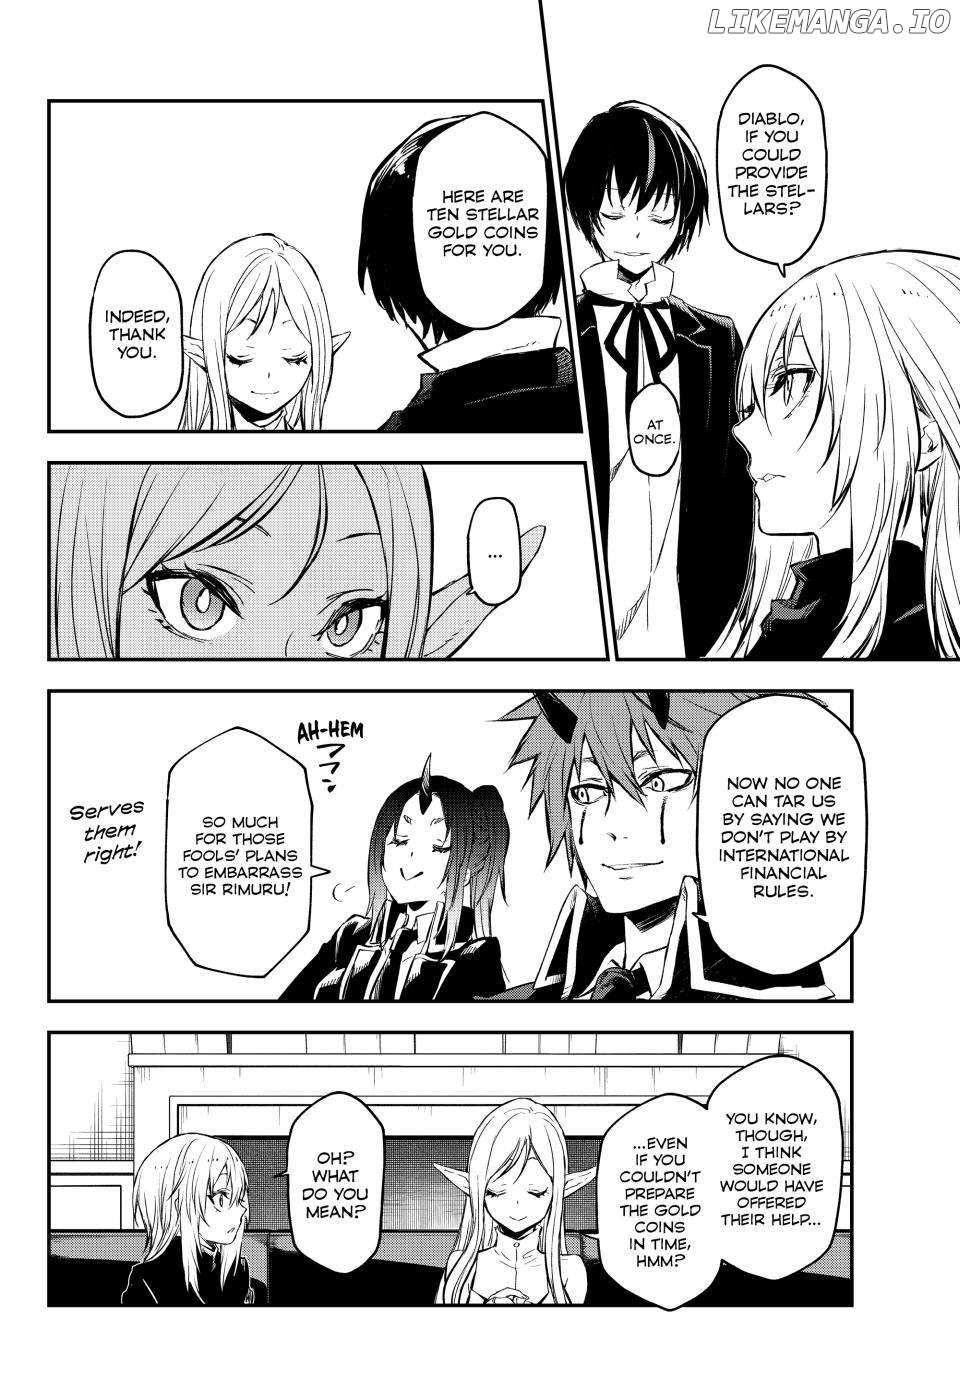 LIKEMANGA.IO
DIABLO,
IF YOU
COULD
PROVIDE
THE STEL-
LARS?
AT
ONCE.
HERE ARE
TEN STELLAR
GOLD COINS
FOR YOU.
INDEED,
THANK
YOU.
...
NOW NO ONE
CAN TAR US
BY SAYING WE
DON'T PLAY BY
INTERNATIONAL
FINANCIAL
RULES.
AH-HEM
SO MUCH
FOR THOSE
FOOLS' PLANS
TO EMBARRASS
SIR RIMURU!
Serves
them
right!
YOU KNOW,
THOUGH,
I THINK
SOMEONE
WOULD HAVE
OFFERED
THEIR HELP...
...EVEN
IF YOU
COULDN'T
PREPARE
THE GOLD
COINS
IN TIME,
HMM?
OH?
WHAT
DO YOU
MEAN?